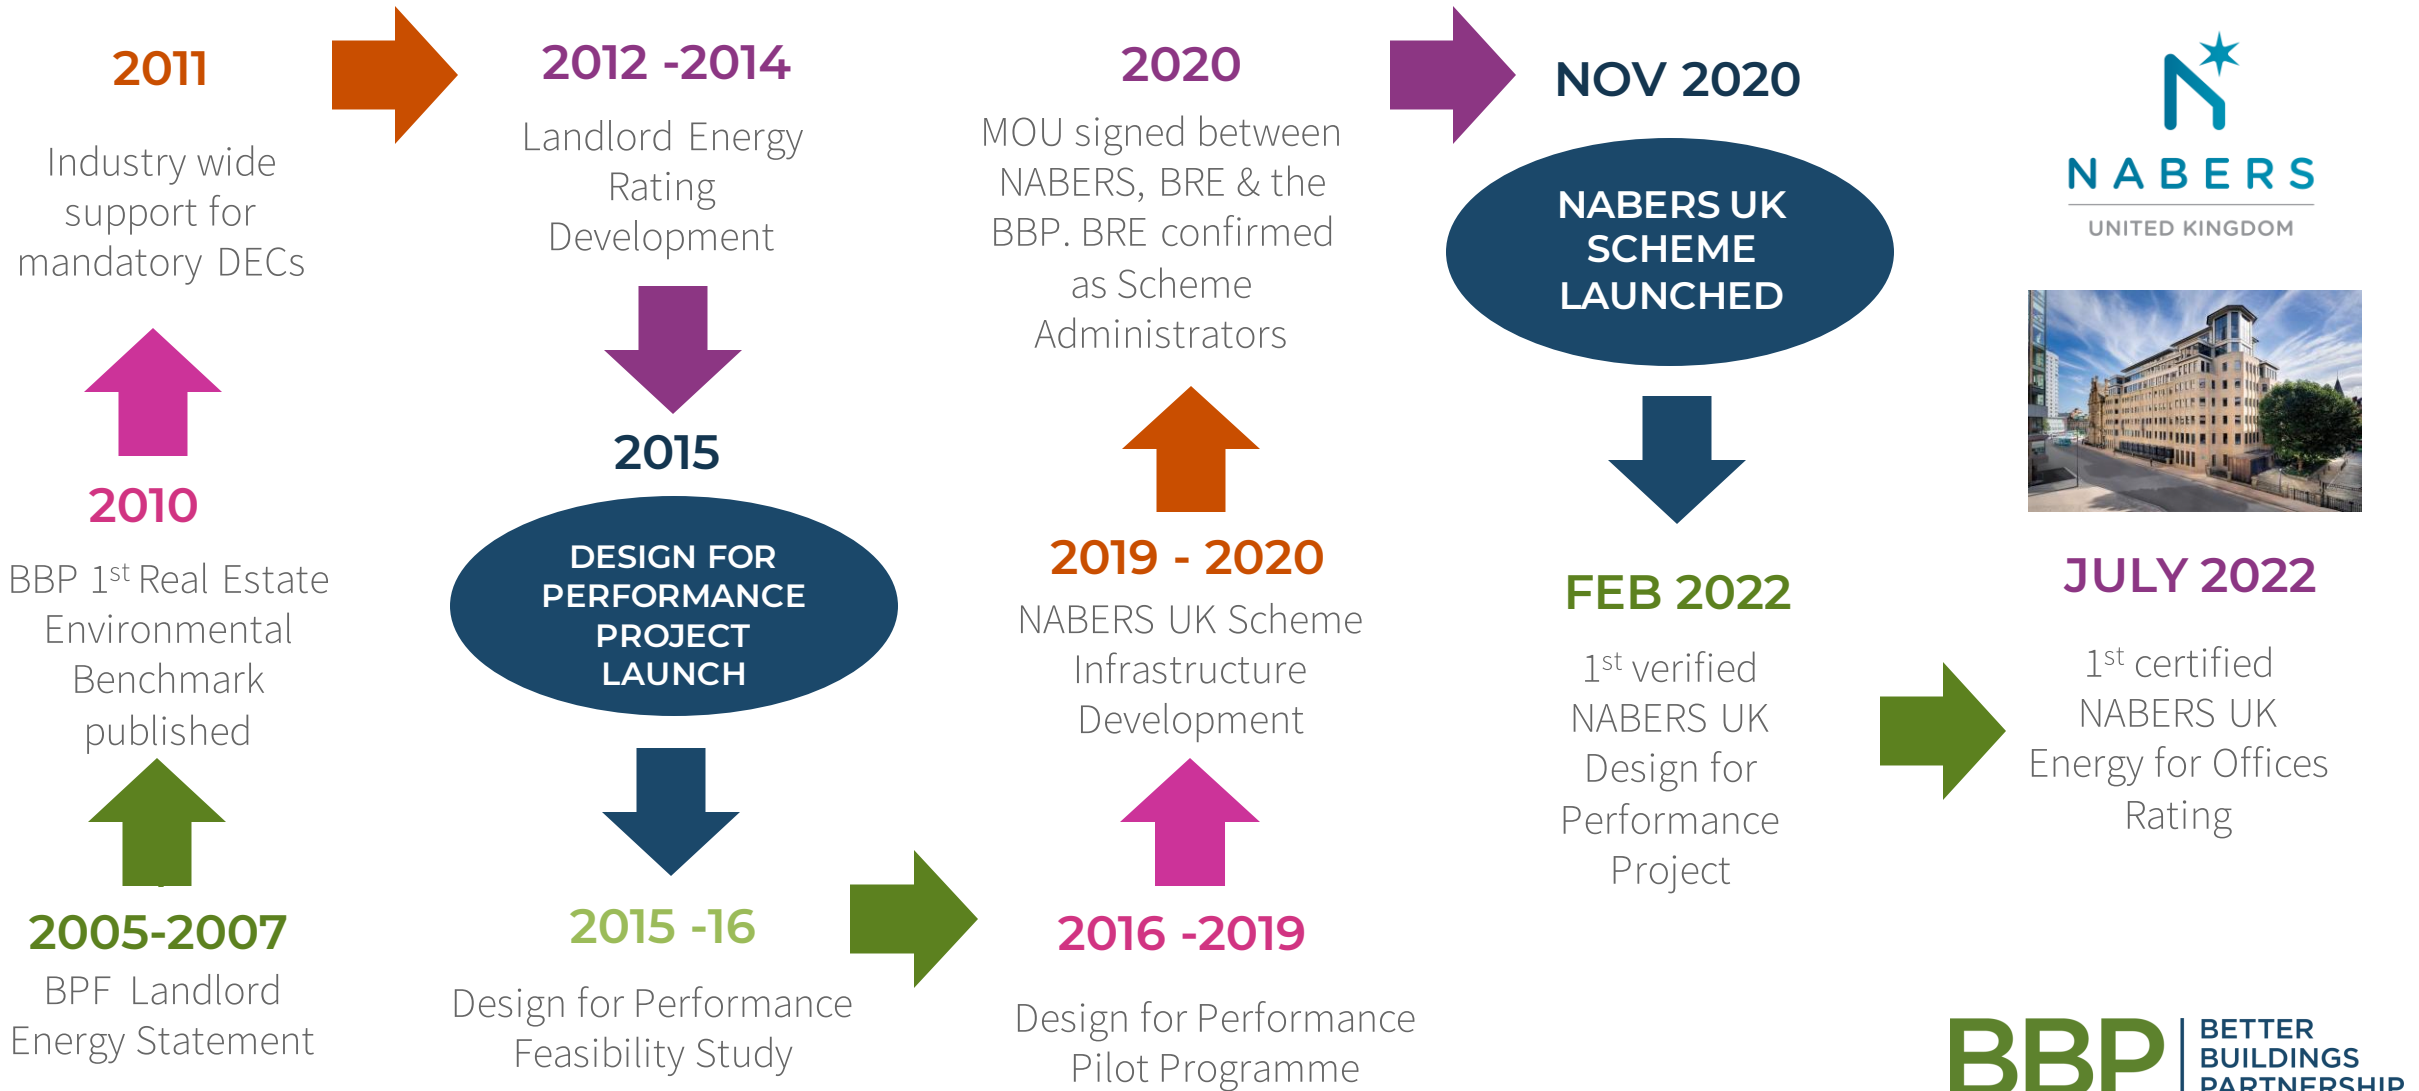 2005-2007
BPF Landlord
Energy Statement
2010
BBP 1st Real Estate
Environmental
Benchmark
published
2011
Industry wide
support for
mandatory DECs
2012 -2014
Landlord Energy
Rating
Development
2015
DESIGN FOR
PERFORMANCE
PROJECT
LAUNCH
2015 -16
Design for Performance
Feasibility Study
2016 -2019
Design for Performance
Pilot Programme
2019 - 2020
NABERS UK Scheme
Infrastructure
Development
2020
MOU signed between
NABERS, BRE & the
BBP. BRE confirmed
as Scheme
Administrators
NOV 2020
NABERS UK
SCHEME
LAUNCHED
FEB 2022
1st verified
NABERS UK
Design for
Performance
Project
JULY 2022
1st certified
NABERS UK
Energy for Offices
Rating
NABERS
UNITED KINGDOM
BBP
BETTER
BUILDINGS
PARTNERSHIP